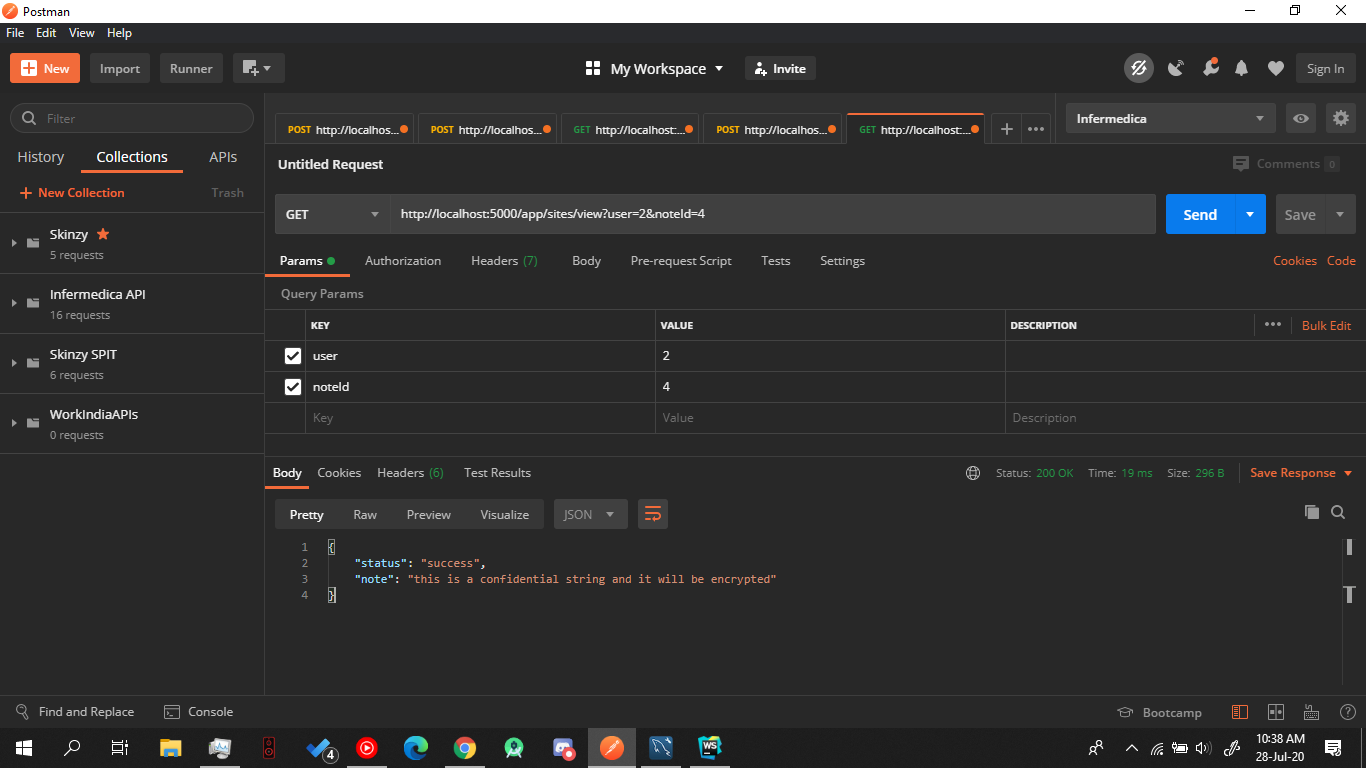 Postman
File Edit View Help
New Import Runner My Workspace Invite Sign In
Filter
History Collections APIs
New Collection Trash
Skinzy
5 requests
Infermedica API
16 requests
Skinzy SPIT
6 requests
WorkIndiaAPIs
0 requests
POST http://localhos... POST http://localhos... GET http://localhost:... POST http://localhos... GET http://localhost:... Infermedica
Untitled Request Comments 0
GET http://localhost:5000/app/sites/view?user=2&noteId=4 Send Save
Params Authorization Headers (7) Body Pre-request Script Tests Settings Cookies Code
Query Params
KEY VALUE DESCRIPTION Bulk Edit
user 2
noteId 4
Key Value Description
Body Cookies Headers (6) Test Results Status: 200 OK Time: 19 ms Size: 296 B Save Response
Pretty Raw Preview Visualize JSON
1 {
2 "status": "success",
3 "note": "this is a confidential string and it will be encrypted"
4 }
Find and Replace Console Bootcamp
4 WS 10:38 AM
28-Jul-20